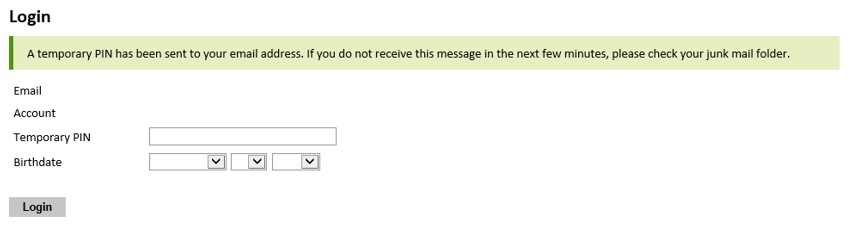 Login
A temporary PIN has been sent to your email address. If you do not receive this message in the next few minutes, please check your junk mail folder.
Email
Account
Temporary PIN
Birthdate
Login